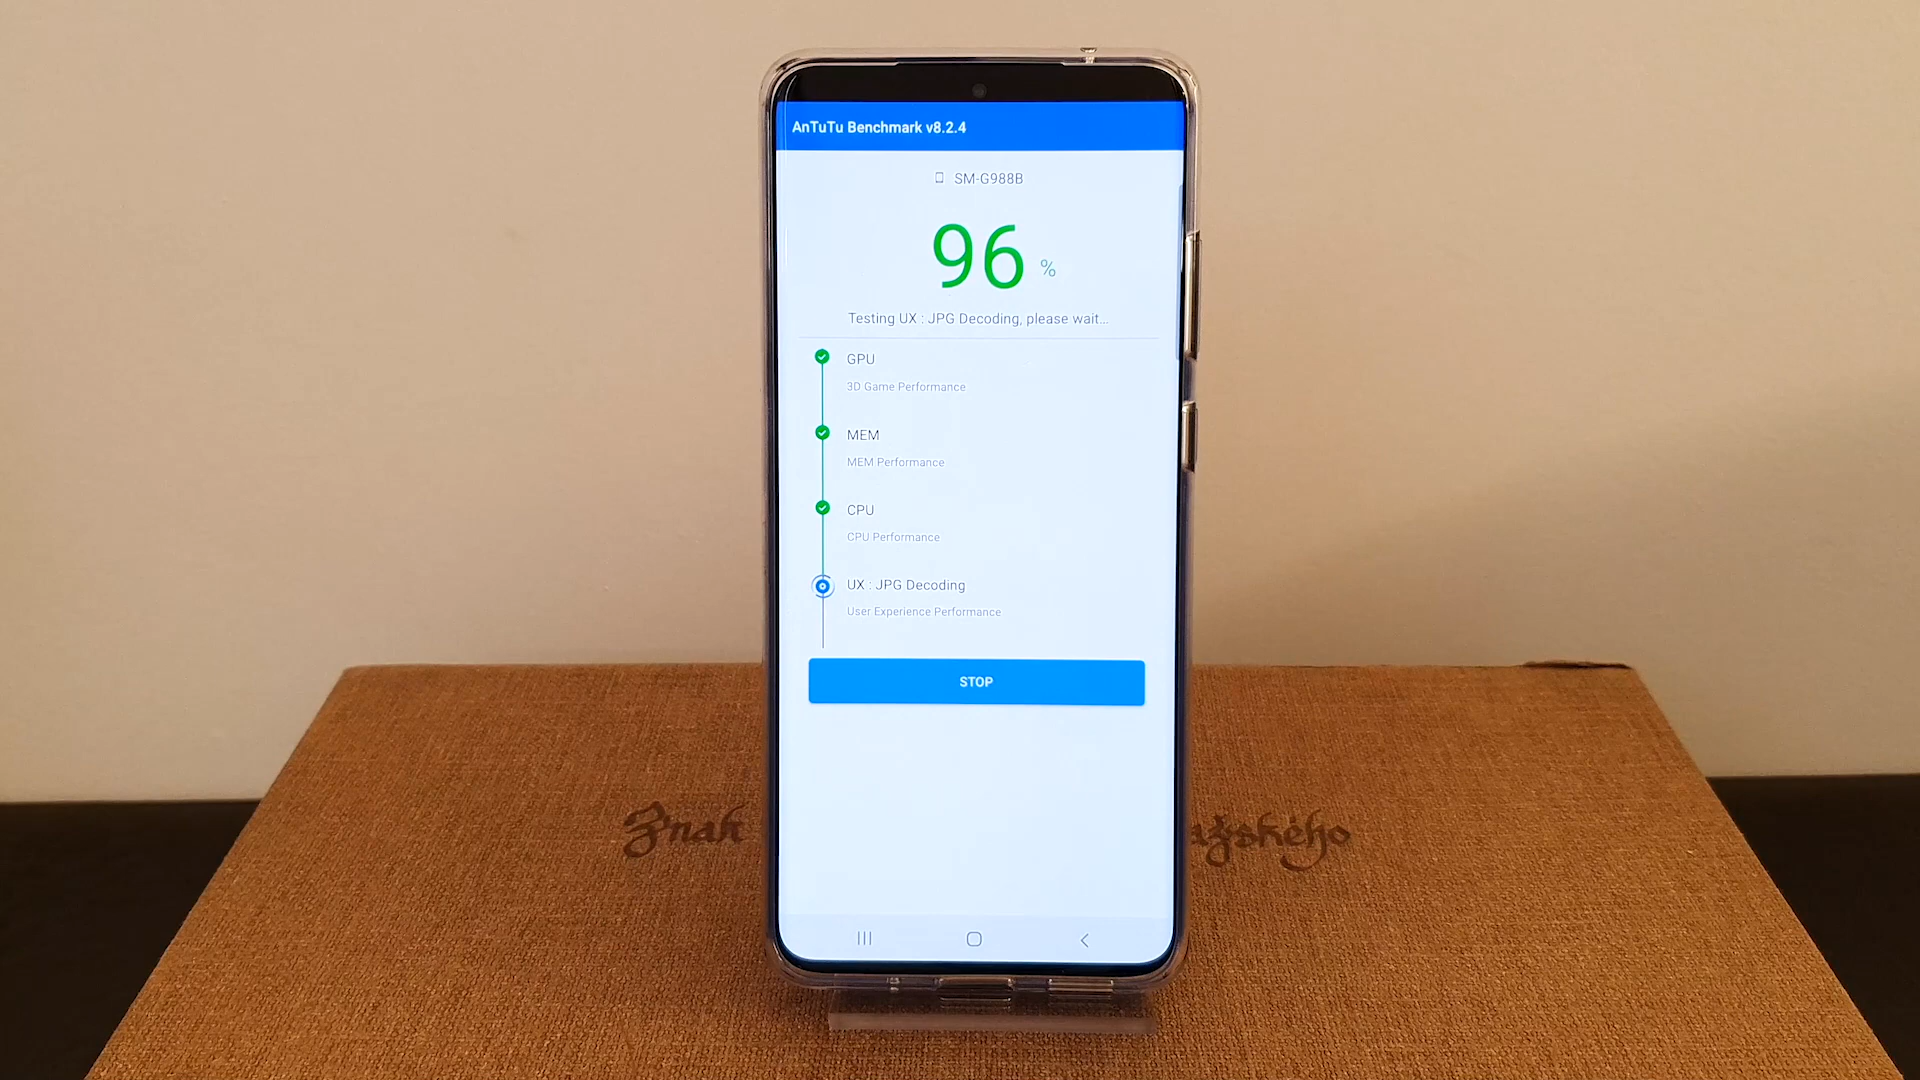 AnTuTu Benchmark v8.2.4
SM-G988B
96 %
Testing UX : JPG Decoding, please wait...
GPU
3D Game Performance
MEM
MEM Performance
CPU
CPU Performance
UX : JPG Decoding
User Experience Performance
STOP
Znak